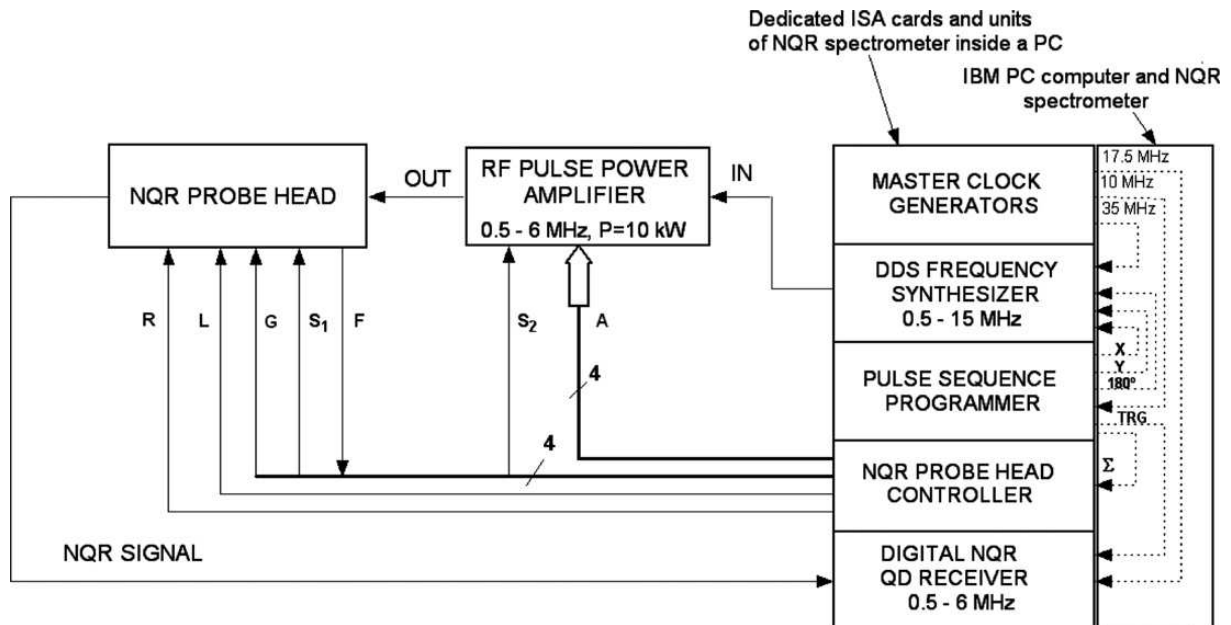 Dedicated ISA cards and units
of NQR spectrometer inside a PC
IBM PC computer and NQR
spectrometer
NQR PROBE HEAD
OUT
RF PULSE POWER
AMPLIFIER
0.5 - 6 MHz, P=10 kW
IN
MASTER CLOCK
GENERATORS
17.5 MHz
10 MHz
35 MHz
DDS FREQUENCY
SYNTHESIZER
0.5 - 15 MHz
R
L
G
S1
F
S2
A
X
Y
180º
PULSE SEQUENCE
PROGRAMMER
4
TRG
4
NQR PROBE HEAD
CONTROLLER
Σ
NQR SIGNAL
DIGITAL NQR
QD RECEIVER
0.5 - 6 MHz